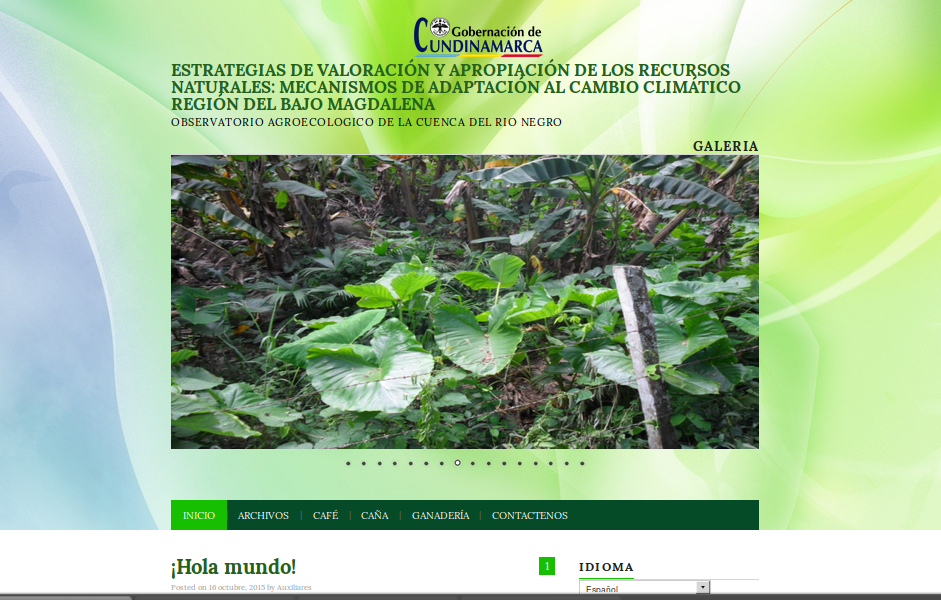 Gobernación de
CUNDINAMARCA
ESTRATEGIAS DE VALORACIÓN Y APROPIACIÓN DE LOS RECURSOS
NATURALES: MECANISMOS DE ADAPTACIÓN AL CAMBIO CLIMÁTICO
REGIÓN DEL BAJO MAGDALENA
OBSERVATORIO AGROECOLOGICO DE LA CUENCA DEL RIO NEGRO
GALERIA
INICIO ARCHIVOS CAFÉ CAÑA GANADERÍA CONTACTENOS
¡Hola mundo! 1 IDIOMA
Posted on 16 octubre, 2015 by Auxiliares
Español